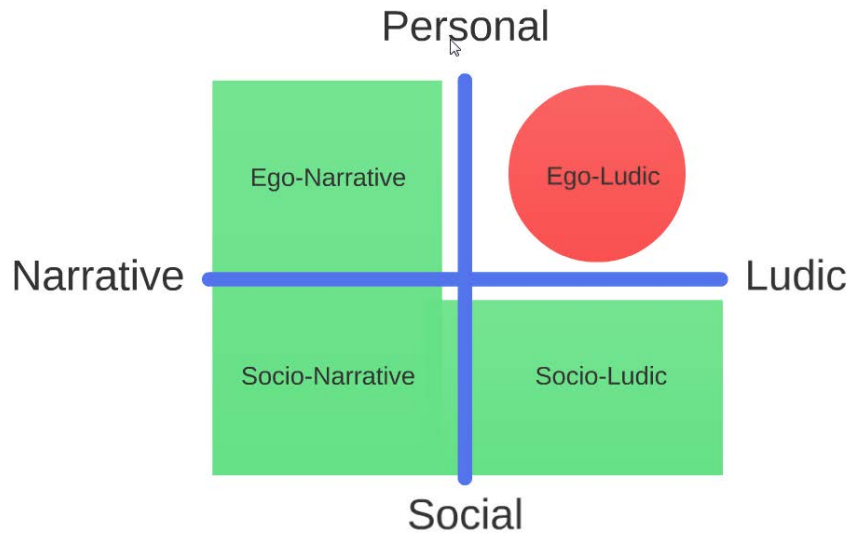 Personal
Ego-Narrative
Ego-Ludic
Narrative
Ludic
Socio-Narrative
Socio-Ludic
Social